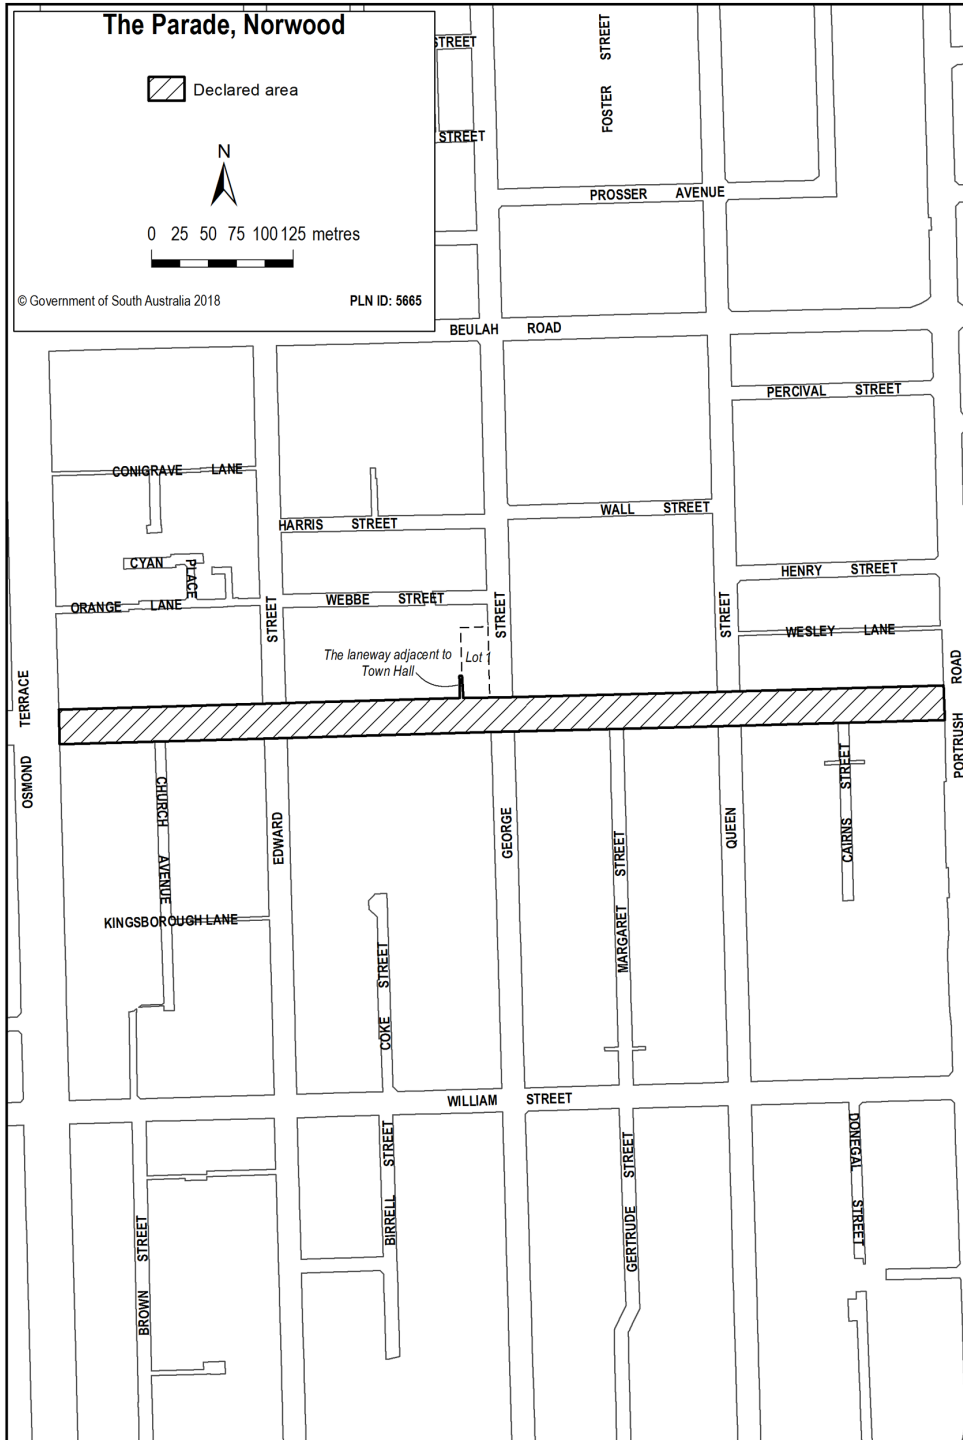 The Parade, Norwood
Declared area
N
0 25 50 75 100 125 metres
© Government of South Australia 2018
PLN ID: 5665
STREET
STREET
FOSTER STREET
PROSSER AVENUE
BEULAH ROAD
PERCIVAL STREET
CONIGRAVE LANE
HARRIS STREET
WALL STREET
CYAN PLACE
HENRY STREET
ORANGE LANE
WEBBE STREET
WESLEY LANE
The laneway adjacent to
Town Hall
Lot 1
OSMOND TERRACE
EDWARD STREET
GEORGE STREET
QUEEN STREET
PORTRUSH ROAD
CHURCH AVENUE
MARGARET STREET
CAIRNS STREET
KINGSBOROUGH LANE
COKE STREET
WILLIAM STREET
BROWN STREET
BIRRELL STREET
GERTRUDE STREET
DONEGAL STREET